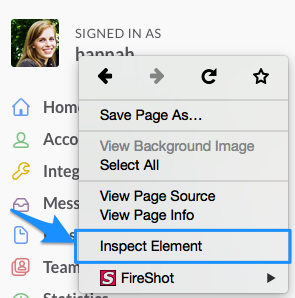 SIGNED IN AS
hannah
Home
Save Page As...
Acco
View Background Image
Select All
Integ
View Page Source
Mess
View Page Info
Inspect Element
Team
FireShot
Statistics